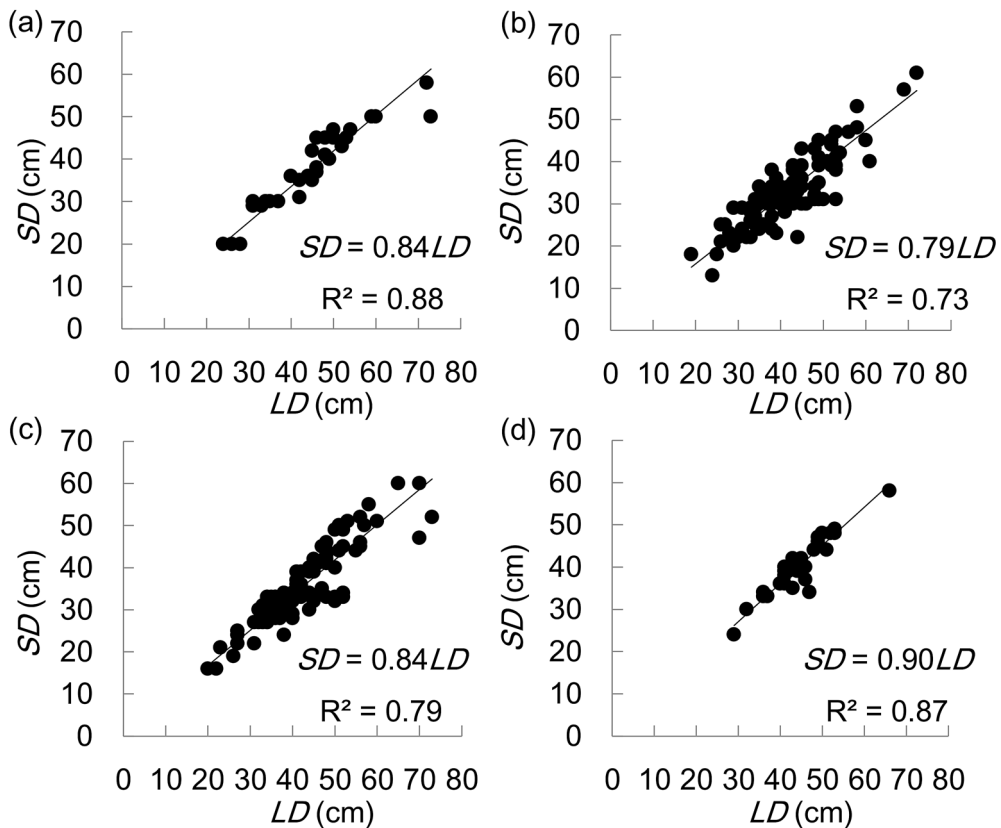 (a)
70
60
50
40
30
20
10
0
SD (cm)
SD = 0.84LD
R² = 0.88
0 10 20 30 40 50 60 70 80
LD (cm)
(b)
70
60
50
40
30
20
10
0
SD (cm)
SD = 0.79LD
R² = 0.73
0 10 20 30 40 50 60 70 80
LD (cm)
(c)
70
60
50
40
30
20
10
0
SD (cm)
SD = 0.84LD
R² = 0.79
0 10 20 30 40 50 60 70 80
LD (cm)
(d)
70
60
50
40
30
20
10
0
SD (cm)
SD = 0.90LD
R² = 0.87
0 10 20 30 40 50 60 70 80
LD (cm)